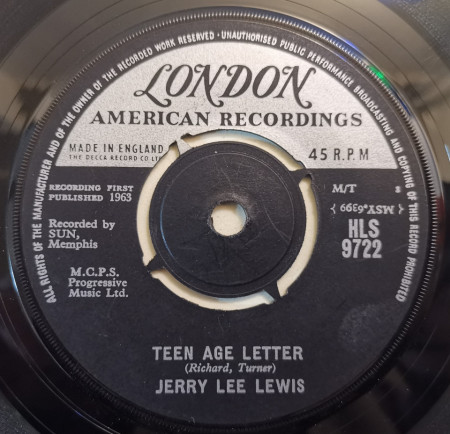 ALL RIGHTS OF THE MANUFACTURER AND OF THE OWNER OF THE RECORDED WORK RESERVED · UNAUTHORISED PUBLIC PERFORMANCE BROADCASTING AND COPYING OF THIS RECORD PROHIBITED
LONDON
AMERICAN RECORDINGS
MADE IN ENGLAND
THE DECCA RECORD CO LTD
45 R.P.M
RECORDING FIRST
PUBLISHED 1963
M/T
Recorded by
SUN,
Memphis
{ MSY.6399 }
HLS
9722
M.C.P.S.
Progressive
Music Ltd.
TEEN AGE LETTER
(Richard, Turner)
JERRY LEE LEWIS